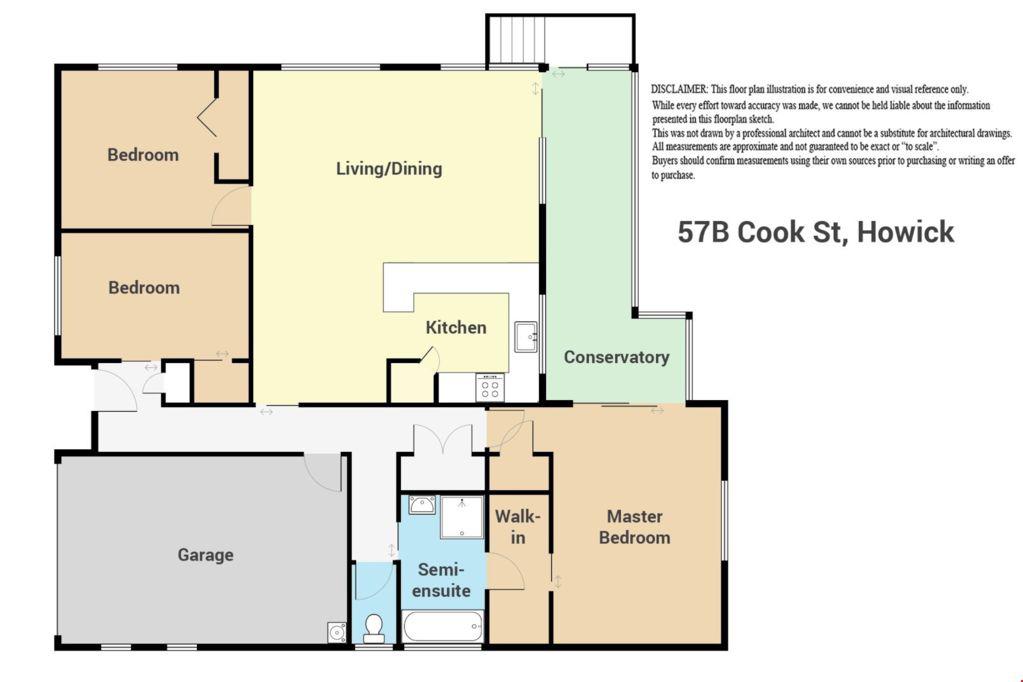 DISCLAIMER: This floor plan illustration is for convenience and visual reference only.
While every effort toward accuracy was made, we cannot be held liable about the information
presented in this floorplan sketch.
This was not drawn by a professional architect and cannot be a substitute for architectural drawings.
All measurements are approximate and not guaranteed to be exact or “to scale”.
Buyers should confirm measurements using their own sources prior to purchasing or writing an offer
to purchase.
57B Cook St, Howick
Bedroom
Living/Dining
Bedroom
Kitchen
Conservatory
Garage
Semi-
ensuite
Walk-
in
Master
Bedroom